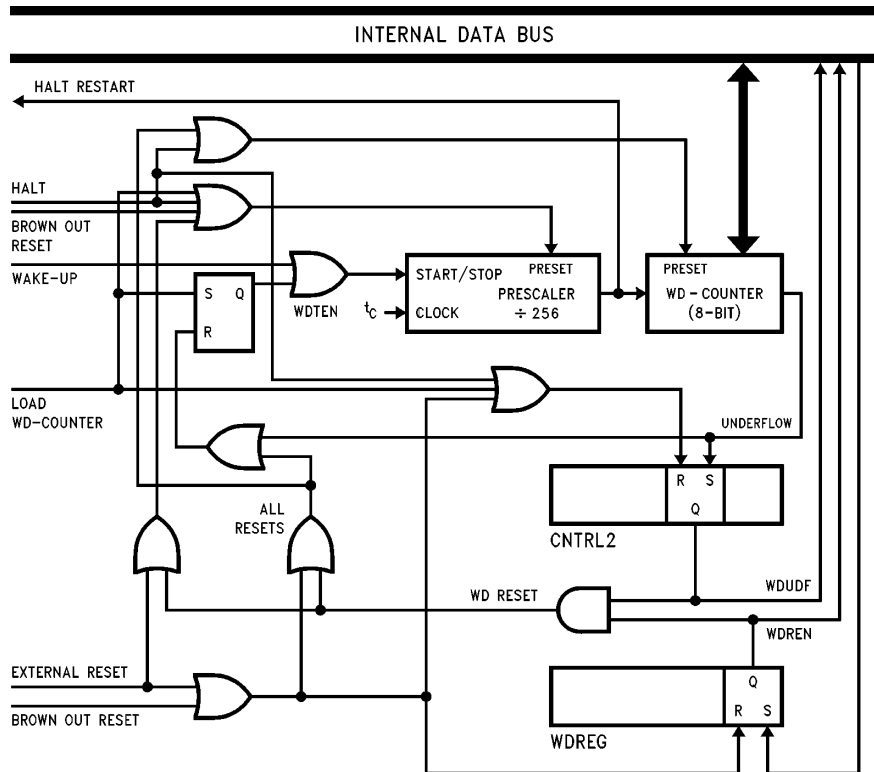 INTERNAL DATA BUS
HALT RESTART
HALT
BROWN OUT
RESET
WAKE-UP
S Q
R
WDTEN
START/STOP
PRESET
PRESCALER
÷ 256
tC
CLOCK
PRESET
WD - COUNTER
(8-BIT)
LOAD
WD-COUNTER
UNDERFLOW
R S
Q
CNTRL2
ALL
RESETS
WD RESET
WDUDF
WDREN
EXTERNAL RESET
BROWN OUT RESET
Q
R S
WDREG